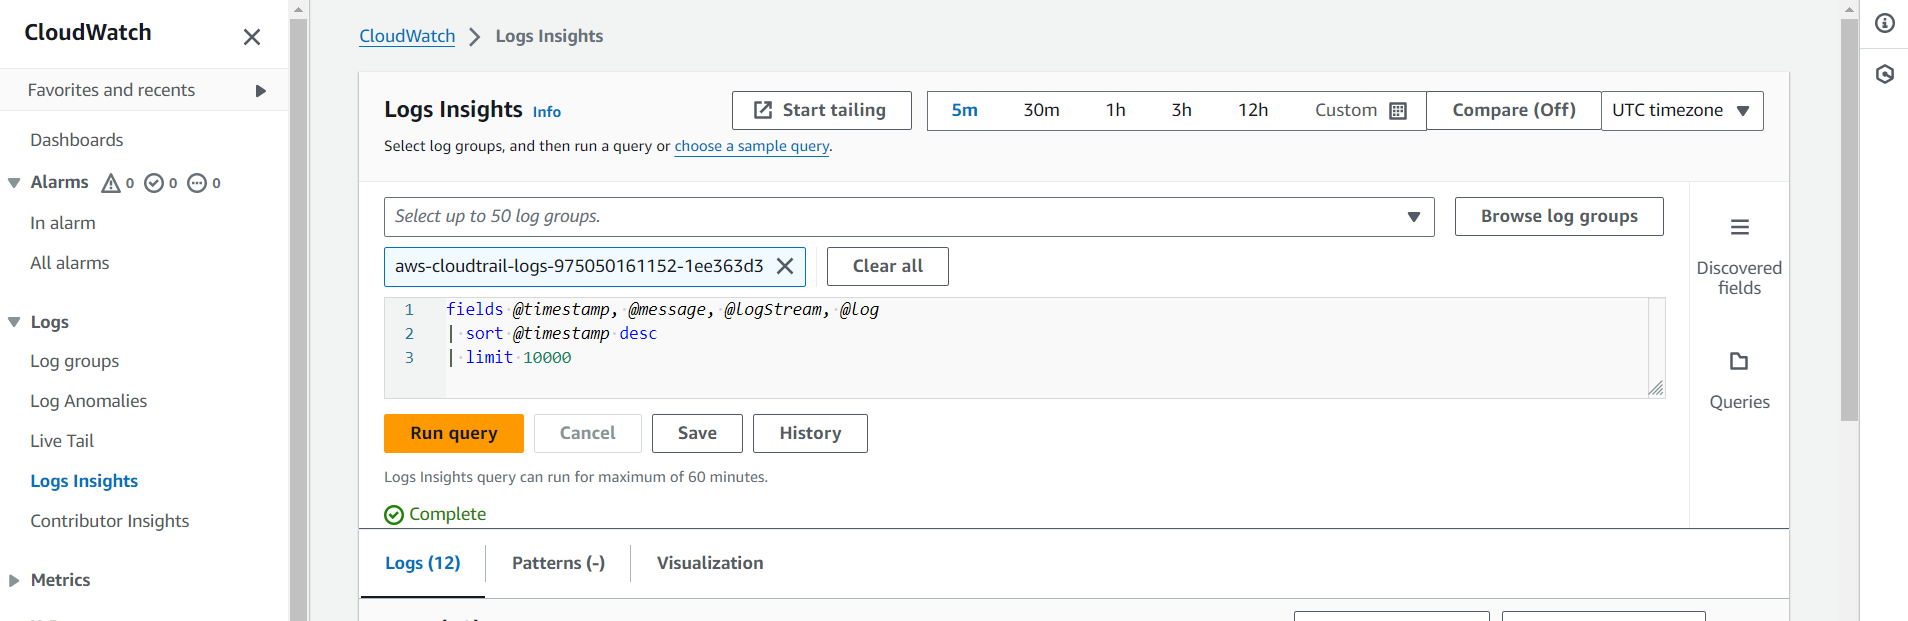 CloudWatch
Favorites and recents
Dashboards
Alarms 0 0 0
In alarm
All alarms
Logs
Log groups
Log Anomalies
Live Tail
Logs Insights
Contributor Insights
Metrics
CloudWatch Logs Insights
Logs Insights Info
Start tailing
5m 30m 1h 3h 12h Custom Compare (Off) UTC timezone
Select log groups, and then run a query or choose a sample query.
Select up to 50 log groups.
Browse log groups
aws-cloudtrail-logs-975050161152-1ee363d3
Clear all
1 fields @timestamp, @message, @logStream, @log
2 | sort @timestamp desc
3 | limit 10000
Run query Cancel Save History
Logs Insights query can run for maximum of 60 minutes.
Complete
Logs (12) Patterns (-) Visualization
Discovered
fields
Queries